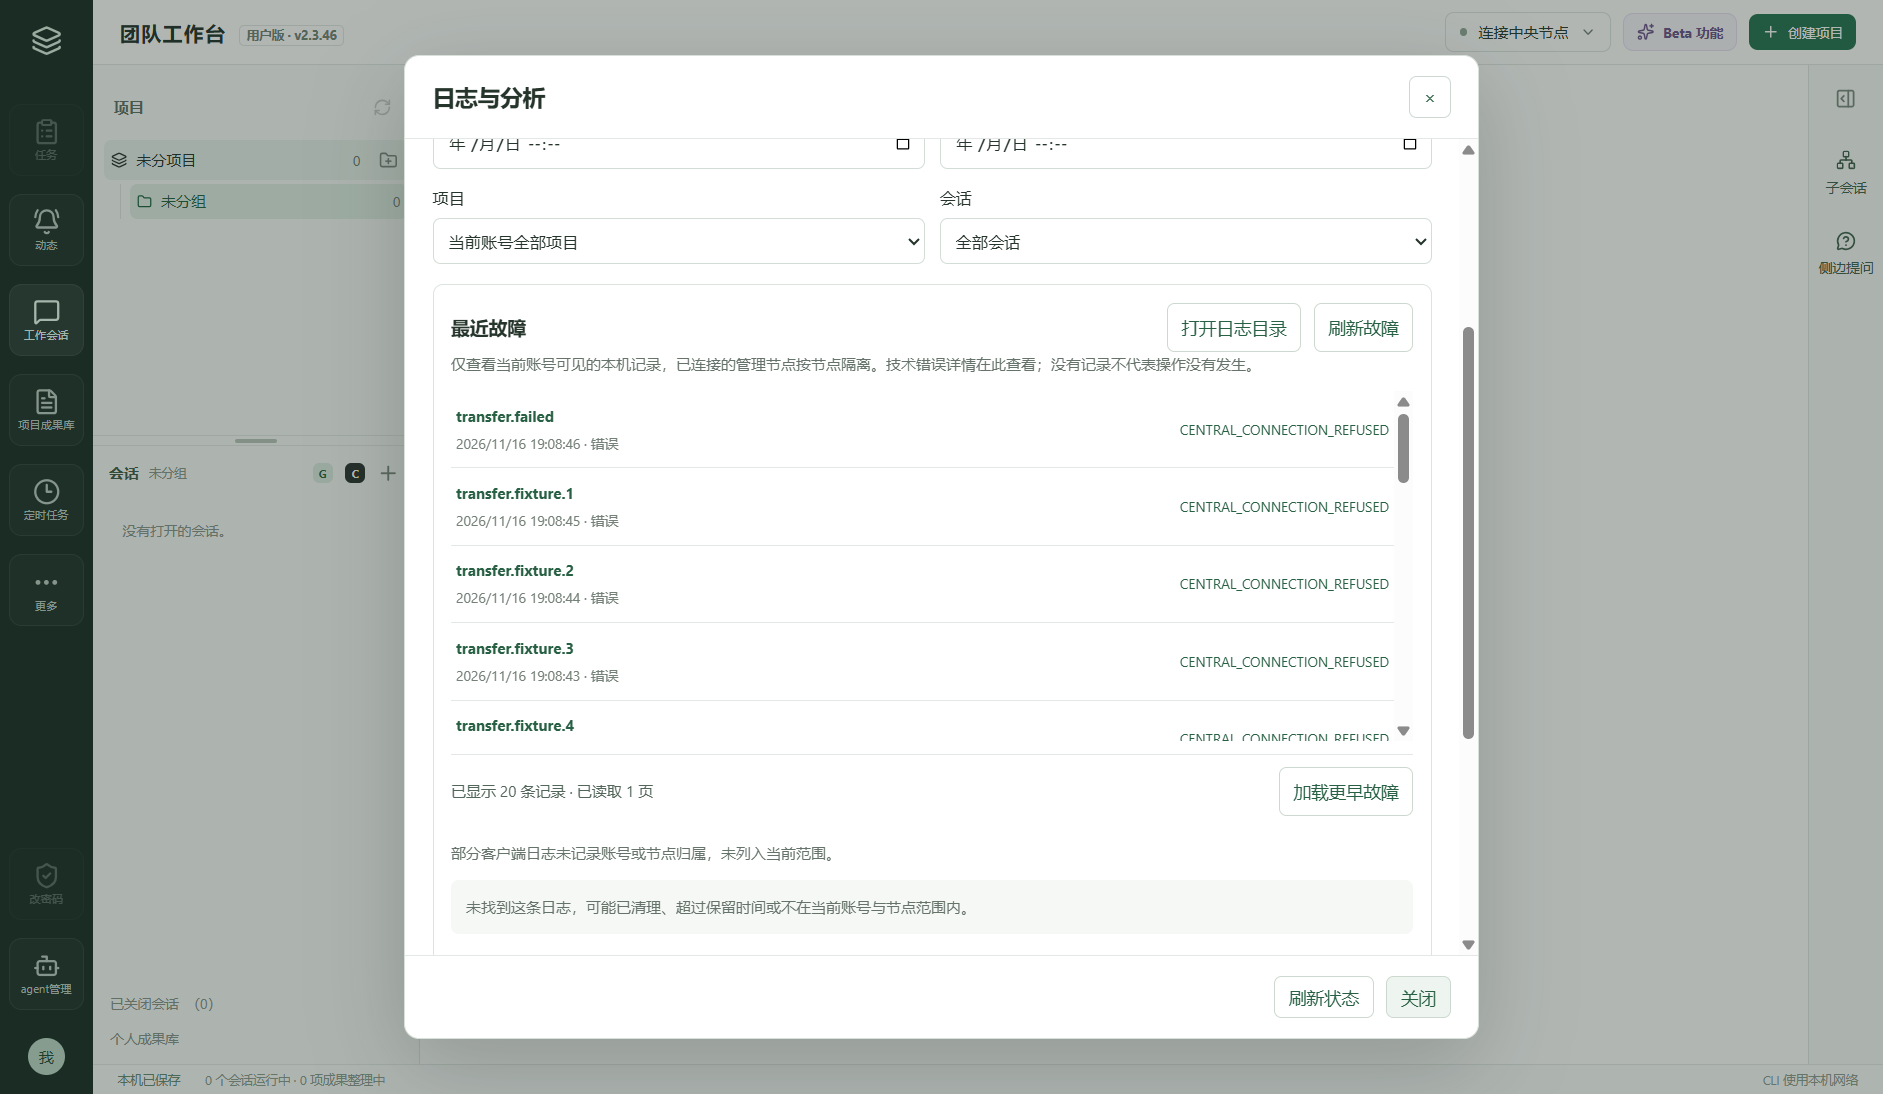 团队工作台
用户版 · v2.3.46
连接中央节点
Beta 功能
创建项目
任务
动态
工作会话
项目成果库
定时任务
更多
改密码
agent管理
我
项目
未分项目
0
未分组
0
会话
未分组
G
C
没有打开的会话。
已关闭会话 (0)
个人成果库
日志与分析
×
年 /月/日 --:--
年 /月/日 --:--
项目
会话
当前账号全部项目
全部会话
最近故障
打开日志目录
刷新故障
仅查看当前账号可见的本机记录，已连接的管理节点按节点隔离。技术错误详情在此查看；没有记录不代表操作没有发生。
transfer.failed
2026/11/16 19:08:46 · 错误
CENTRAL_CONNECTION_REFUSED
transfer.fixture.1
2026/11/16 19:08:45 · 错误
CENTRAL_CONNECTION_REFUSED
transfer.fixture.2
2026/11/16 19:08:44 · 错误
CENTRAL_CONNECTION_REFUSED
transfer.fixture.3
2026/11/16 19:08:43 · 错误
CENTRAL_CONNECTION_REFUSED
transfer.fixture.4
CENTRAL_CONNECTION_REFUSED
已显示 20 条记录 · 已读取 1 页
加载更早故障
部分客户端日志未记录账号或节点归属，未列入当前范围。
未找到这条日志，可能已清理、超过保留时间或不在当前账号与节点范围内。
刷新状态
关闭
子会话
侧边提问
本机已保存
0 个会话运行中 · 0 项成果整理中
CLI 使用本机网络